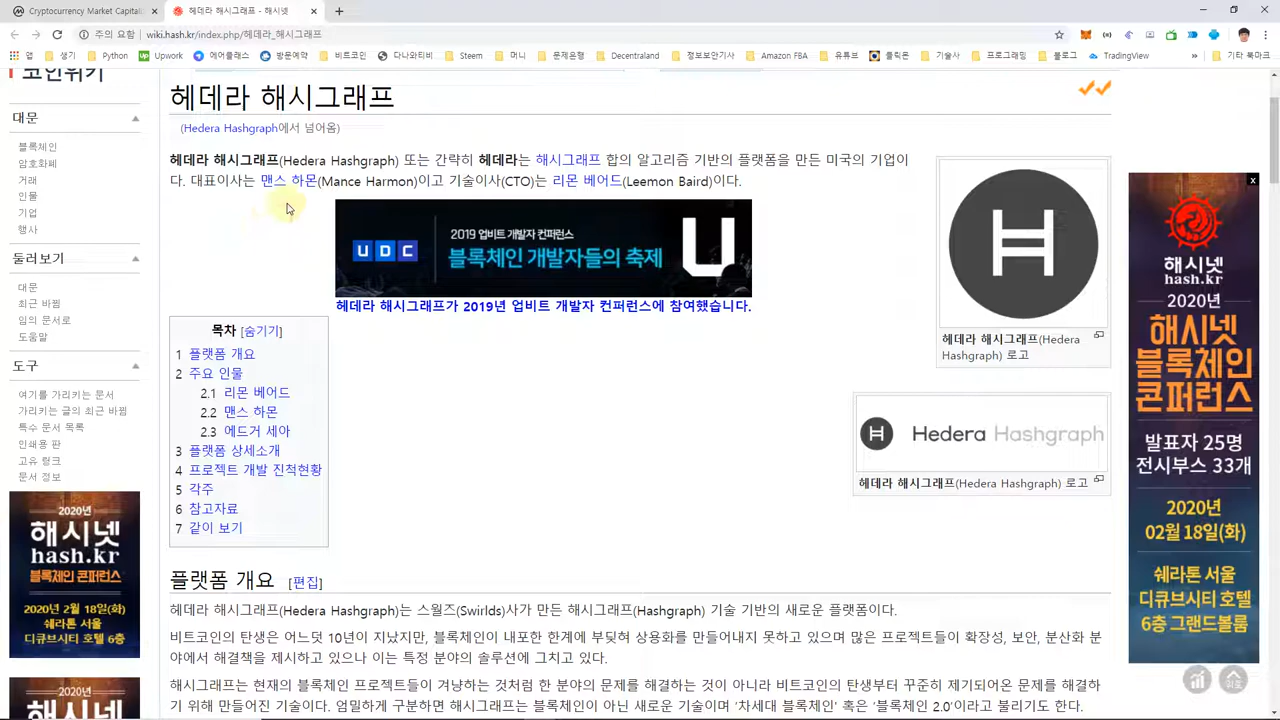 Cryptocurrency Market Capital
헤데라 해시그래프 - 해시넷
주의 요함
wiki.hash.kr/index.php/헤데라_해시그래프
앱
생기
Python
Upwork
에어클래스
방문예약
비트코인
다나와티비
Steem
머니
문제은행
Decentraland
정보보안기사
Amazon FBA
유튜브
클릭몬
기술사
프로그래밍
블로그
TradingView
기타 북마크
코인위키
대문
블록체인
암호화폐
거래
인물
기업
행사
둘러보기
대문
최근 바뀜
임의 문서로
도움말
도구
여기를 가리키는 문서
가리키는 글의 최근 바뀜
특수 문서 목록
인쇄용 판
고유 링크
문서 정보
2020년
해시넷
hash.kr
블록체인 콘퍼런스
2020년 2월 18일(화)
쉐라톤 서울
디큐브시티 호텔 6층
2020년
해시넷
헤데라 해시그래프
(Hedera Hashgraph에서 넘어옴)
헤데라 해시그래프(Hedera Hashgraph) 또는 간략히 헤데라는 해시그래프 합의 알고리즘 기반의 플랫폼을 만든 미국의 기업이
다. 대표이사는 맨스 하몬(Mance Harmon)이고 기술이사(CTO)는 리몬 베어드(Leemon Baird)이다.
UDC
2019 업비트 개발자 컨퍼런스
블록체인 개발자들의 축제
U
헤데라 해시그래프가 2019년 업비트 개발자 컨퍼런스에 참여했습니다.
목차 [숨기기]
1 플랫폼 개요
2 주요 인물
2.1 리몬 베어드
2.2 맨스 하몬
2.3 에드거 세아
3 플랫폼 상세소개
4 프로젝트 개발 진척현황
5 각주
6 참고자료
7 같이 보기
헤데라 해시그래프(Hedera
Hashgraph) 로고
H Hedera Hashgraph
헤데라 해시그래프(Hedera Hashgraph) 로고
플랫폼 개요 [편집]
헤데라 해시그래프(Hedera Hashgraph)는 스월즈(Swirlds)사가 만든 해시그래프(Hashgraph) 기술 기반의 새로운 플랫폼이다.
비트코인의 탄생은 어느덧 10년이 지났지만, 블록체인이 내포한 한계에 부딪혀 상용화를 만들어내지 못하고 있으며 많은 프로젝트들이 확장성, 보안, 분산화 분
야에서 해결책을 제시하고 있으나 이는 특정 분야의 솔루션에 그치고 있다.
해시그래프는 현재의 블록체인 프로젝트들이 겨냥하는 것처럼 한 분야의 문제를 해결하는 것이 아니라 비트코인의 탄생부터 꾸준히 제기되어온 문제를 해결하
기 위해 만들어진 기술이다. 엄밀하게 구분하면 해시그래프는 블록체인이 아닌 새로운 기술이며 '차세대 블록체인' 혹은 '블록체인 2.0'이라고 불리기도 한다.
x
해시넷
hash.kr
2020년
해시넷
블록체인
콘퍼런스
발표자 25명
전시부스 33개
2020년
02월 18일(화)
쉐라톤 서울
디큐브시티 호텔
6층 그랜드볼룸
위로